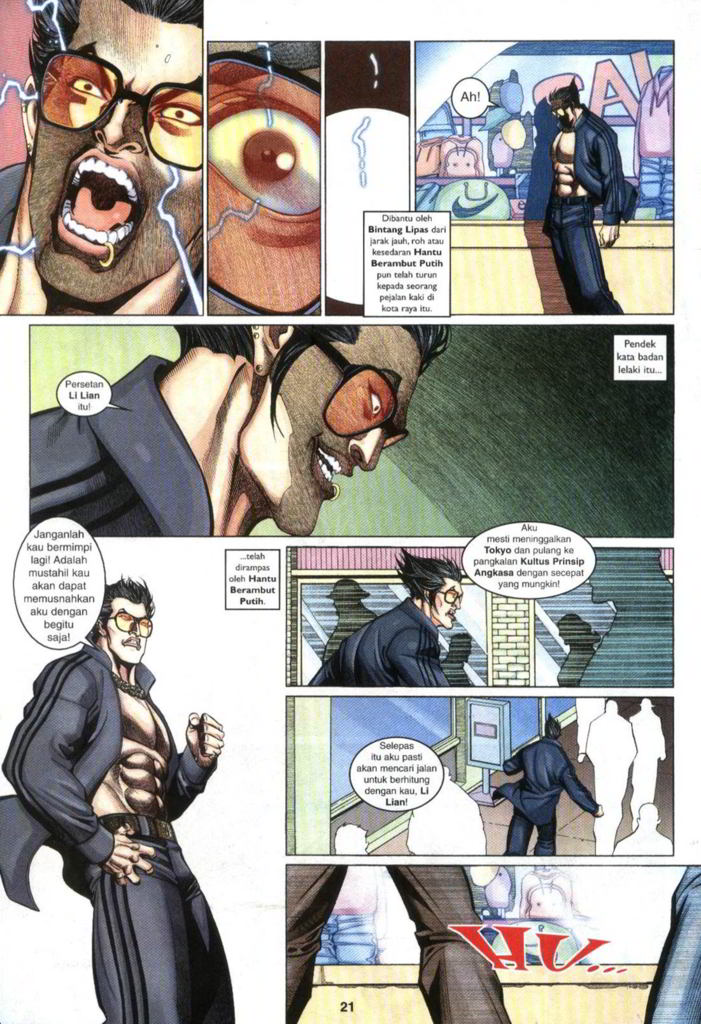 Ah!
SA
Dibantu oleh
Bintang Lipas dari
jarak jauh, roh atau
kesedaran Hantu
Berambut Putih
pun telah turun
kepada seorang
pejalan kaki di
kota raya itu.
Persetan
Li Lian
itu!
Pendek
kata badan
lelaki itu...
...telah
dirampas
oleh Hantu
Berambut
Putih.
Janganlah
kau bermimpi
lagi! Adalah
mustahil kau
akan dapat
memusnahkan
aku dengan
begitu
saja!
Aku
mesti meninggalkan
Tokyo dan pulang ke
pangkalan Kultus Prinsip
Angkasa dengan secepat
yang mungkin!
Selepas
itu aku pasti
akan mencari jalan
untuk berhitung
dengan kau, Li
Lian!
HU...
21